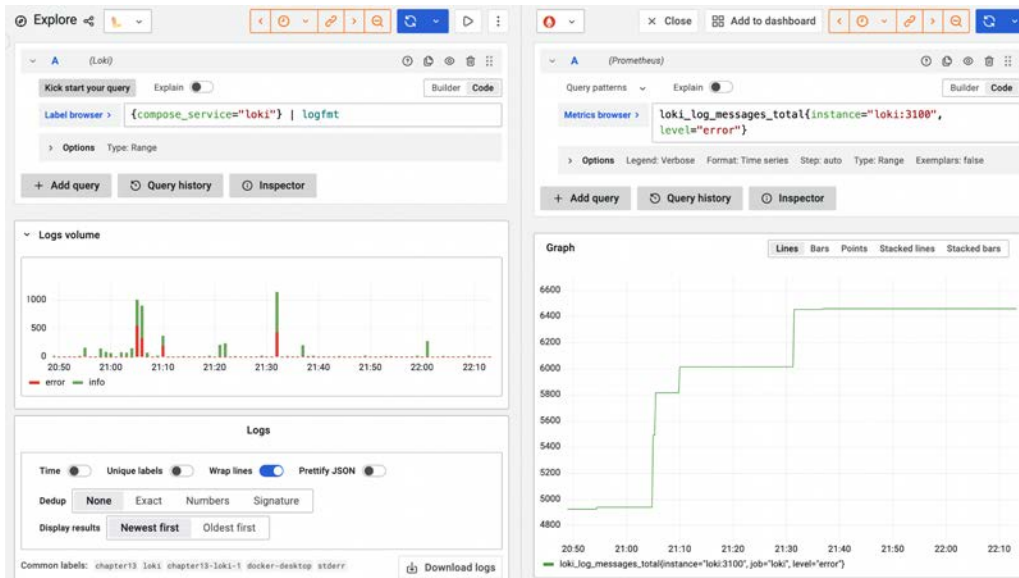 Explore
A (Loki)
Kick start your query Explain Builder Code
Label browser > {compose_service="loki"} | logfmt
> Options Type: Range
+ Add query Query history Inspector
Logs volume
1000
500
0
20:50 21:00 21:10 21:20 21:30 21:40 21:50 22:00 22:10
error info
Logs
Time Unique labels Wrap lines Prettify JSON
Dedup None Exact Numbers Signature
Display results Newest first Oldest first
Common labels: chapter13 loki chapter13-loki-1 docker-desktop stderr Download logs
× Close Add to dashboard
A (Prometheus)
Query patterns Explain Builder Code
Metrics browser > loki_log_messages_total{instance="loki:3100",
level="error"}
> Options Legend: Verbose Format: Time series Step: auto Type: Range Exemplars: false
+ Add query Query history Inspector
Graph Lines Bars Points Stacked lines Stacked bars
6600
6400
6200
6000
5800
5600
5400
5200
5000
4800
20:50 21:00 21:10 21:20 21:30 21:40 21:50 22:00 22:10
loki_log_messages_total{instance="loki:3100", job="loki", level="error"}